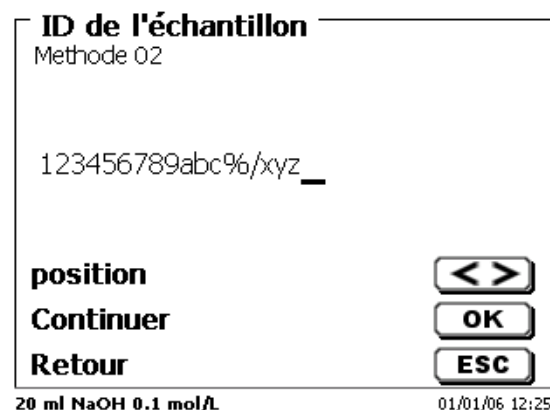 ID de l'échantillon
Methode 02
123456789abc%/xyz_
position < >
Continuer OK
Retour ESC
20 ml NaOH 0.1 mol/L 01/01/06 12:25